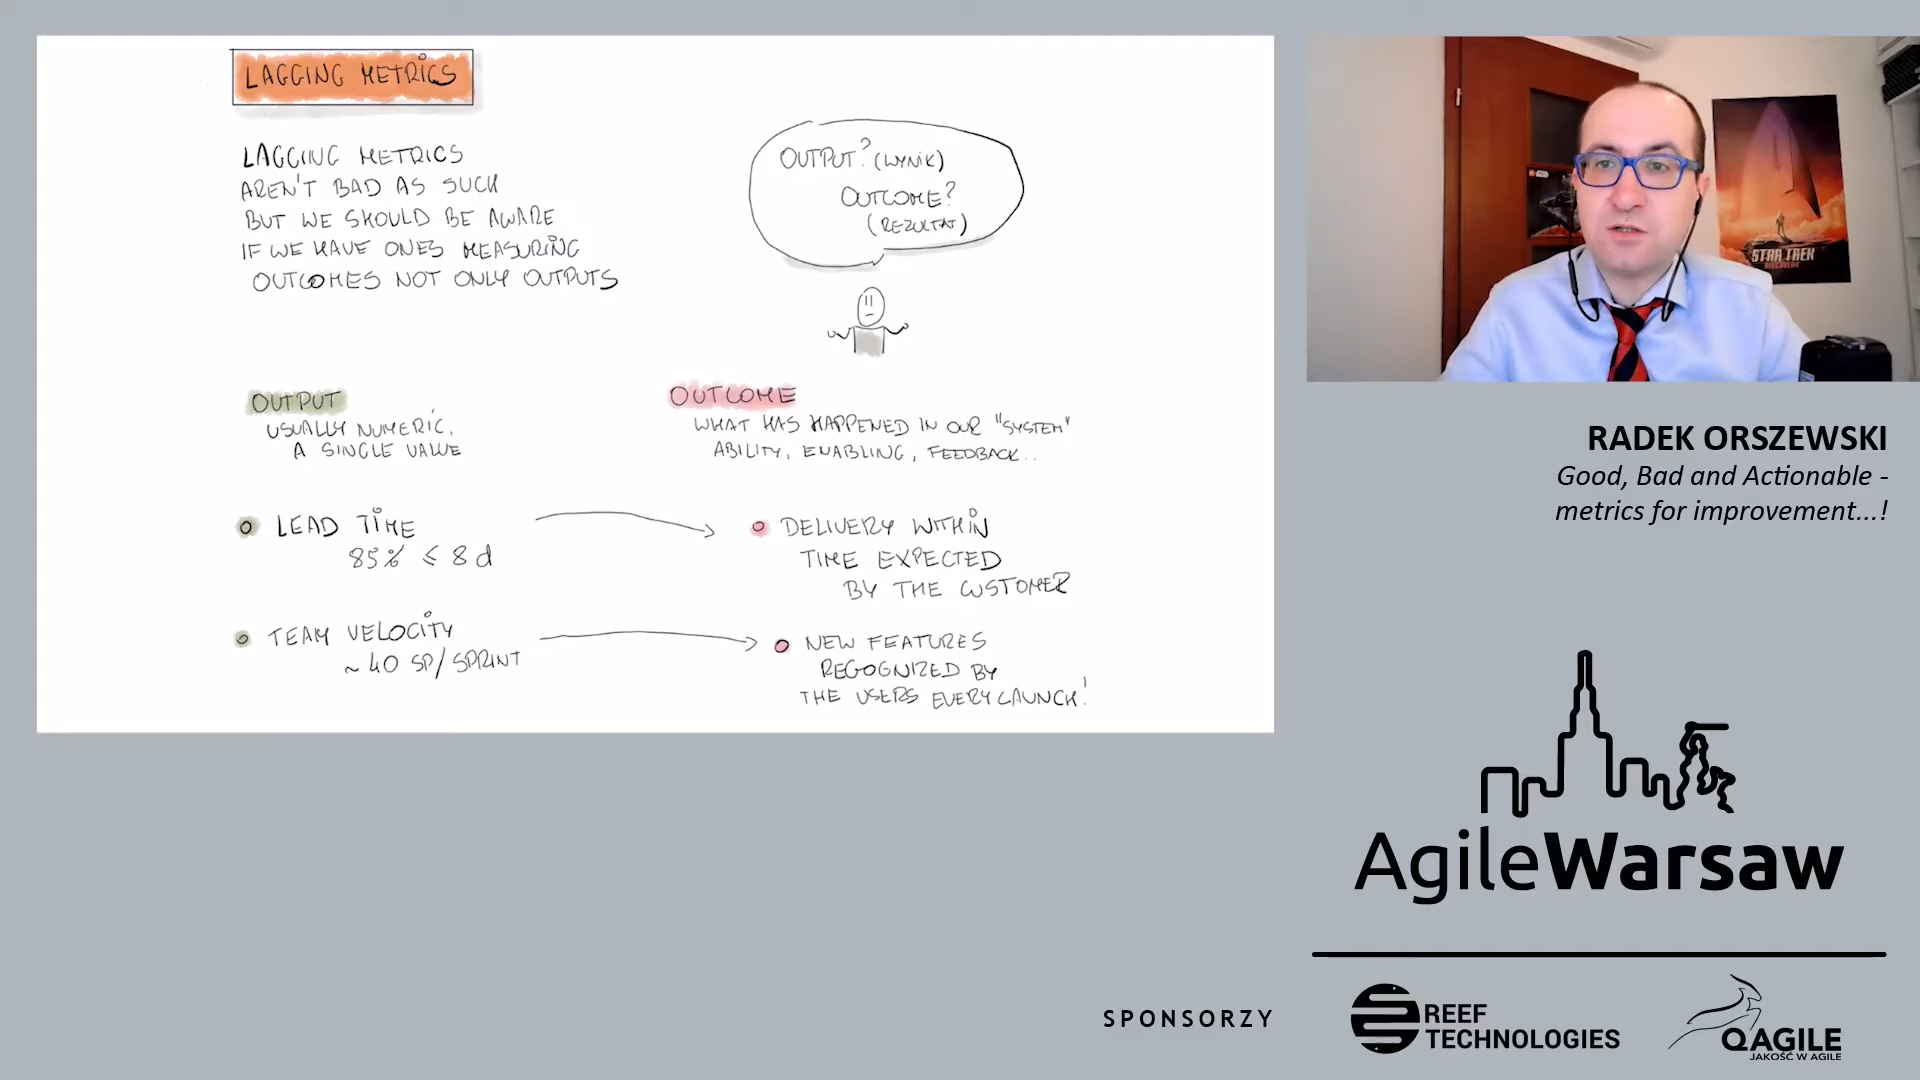 LAGGING METRICS
LAGGING METRICS
AREN'T BAD AS SUCH
BUT WE SHOULD BE AWARE
IF WE HAVE ONES MEASURING
OUTCOMES NOT ONLY OUTPUTS
OUTPUT? (WYNIK)
OUTCOME?
(REZULTAT)
OUTPUT
USUALLY NUMERIC,
A SINGLE VALUE
OUTCOME
WHAT HAS HAPPENED IN OUR "SYSTEM"
ABILITY, ENABLING, FEEDBACK..
LEAD TIME
85% ≤ 8 d
DELIVERY WITHIN
TIME EXPECTED
BY THE CUSTOMER
TEAM VELOCITY
~ 40 SP/SPRINT
NEW FEATURES
RECOGNIZED BY
THE USERS EVERY LAUNCH!
STAR TREK
RADEK ORSZEWSKI
Good, Bad and Actionable -
metrics for improvement...!
AgileWarsaw
SPONSORZY
REEF
TECHNOLOGIES
QAGILE
JAKOŚĆ W AGILE